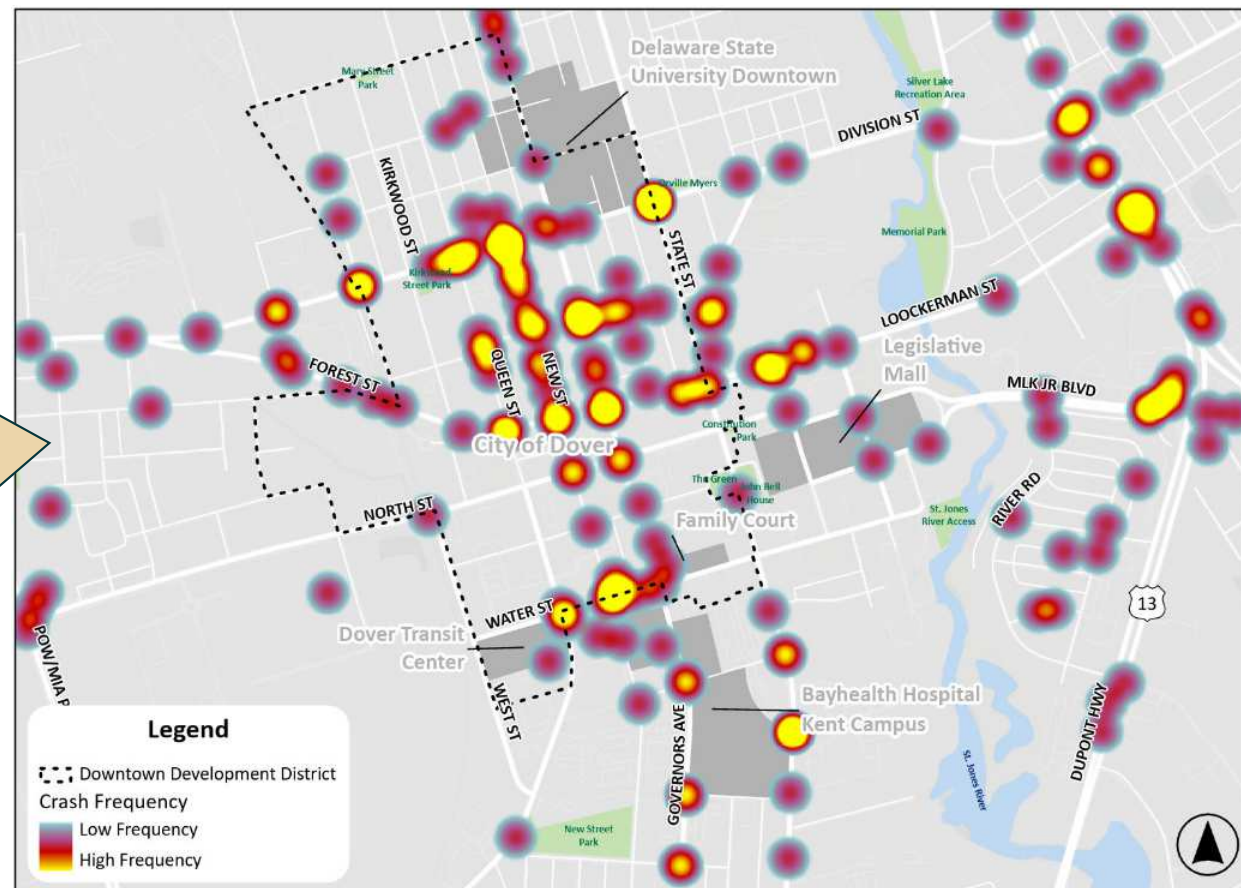 Delaware State
University Downtown
Mary Street
Park
Silver Lake
Recreation Area
DIVISION ST
KIRKWOOD ST
Orville Myers
STATE ST
Memorial Park
Kirkwood
Street Park
LOOCKERMAN ST
Legislative
Mall
QUEEN ST
NEW ST
FOREST ST
MLK JR BLVD
Constitution
Park
City of Dover
The Green
John Bell
House
NORTH ST
Family Court
St. Jones
River Access
RIVER RD
13
WATER ST
Dover Transit
Center
POW/MIA P
WEST ST
Bayhealth Hospital
Kent Campus
GOVERNORS AVE
DUPONT HWY
St. Jones River
New Street
Park
Legend
Downtown Development District
Crash Frequency
Low Frequency
High Frequency